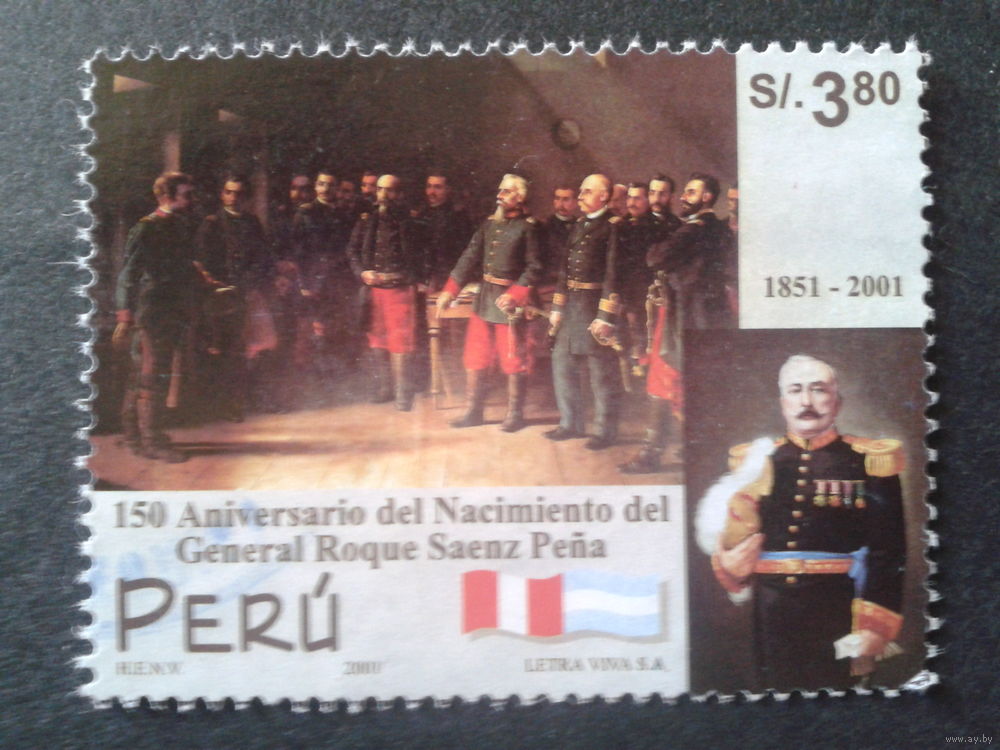 S/. 3 80
1851 - 2001
150 Aniversario del Nacimiento del
General Roque Saenz Peña
PERÚ
H.E.N.W. 2001 LETRA VIVA S.A.
www.ay.by